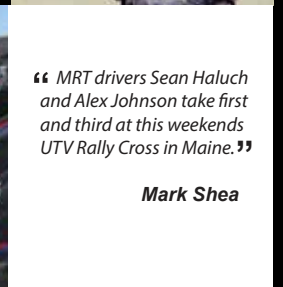 “ MRT drivers Sean Haluch
and Alex Johnson take first
and third at this weekends
UTV Rally Cross in Maine.”
Mark Shea